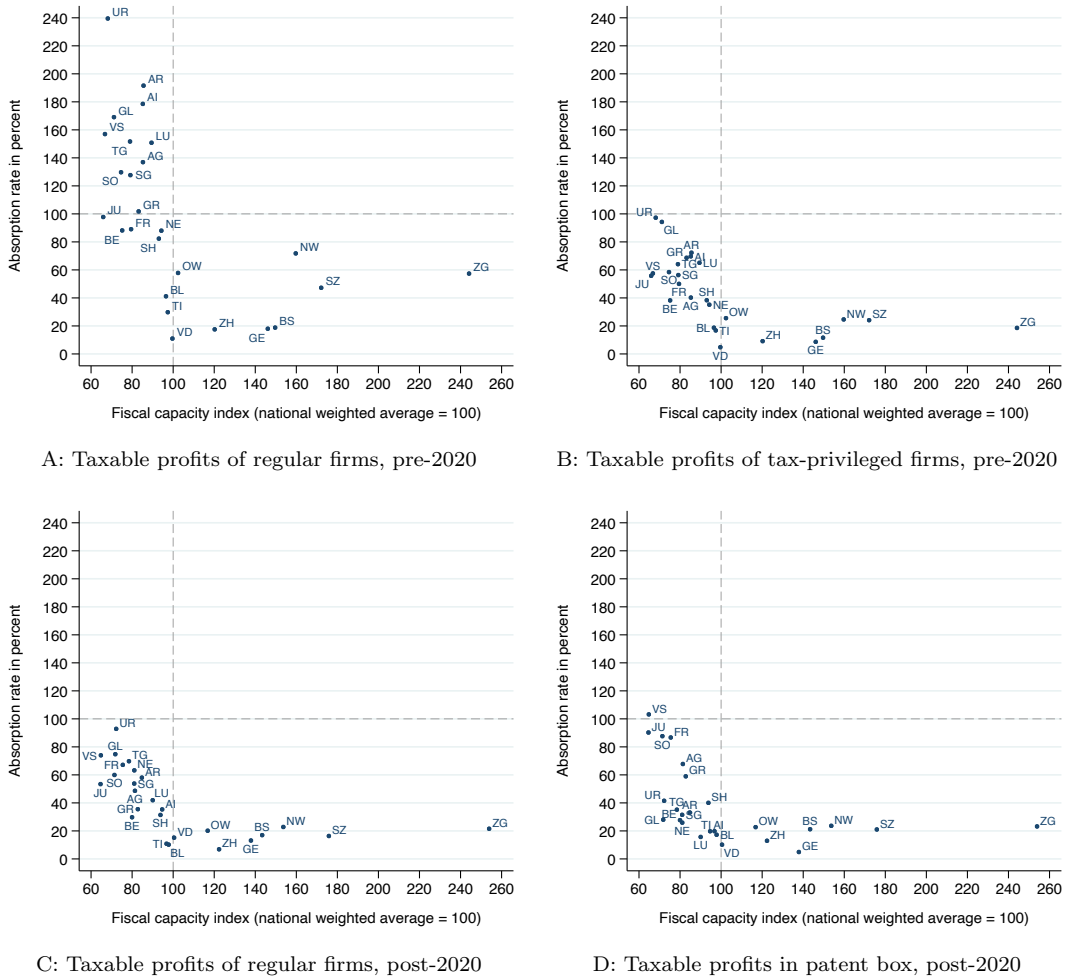 Absorption rate in percent
240
220
200
180
160
140
120
100
80
60
40
20
0
UR
AR
AI
GL
VS
LU
TG
AG
SO
SG
JU
GR
FR
NE
BE
SH
OW
NW
ZG
SZ
BL
TI
ZH
BS
GE
VD
60 80 100 120 140 160 180 200 220 240 260
Fiscal capacity index (national weighted average = 100)
A: Taxable profits of regular firms, pre-2020
Absorption rate in percent
240
220
200
180
160
140
120
100
80
60
40
20
0
UR
GL
AR
GR
AI
VS
TG
LU
JU
SO
SG
FR
SH
BE
AG
NE
OW
NW
SZ
ZG
BL
TI
ZH
BS
GE
VD
60 80 100 120 140 160 180 200 220 240 260
Fiscal capacity index (national weighted average = 100)
B: Taxable profits of tax-privileged firms, pre-2020
Absorption rate in percent
240
220
200
180
160
140
120
100
80
60
40
20
0
UR
GL
VS
TG
FR
NE
AR
JU
SO
SG
AG
LU
GR
AI
BE
SH
VD
OW
BS
NW
SZ
ZG
TI
BL
ZH
GE
60 80 100 120 140 160 180 200 220 240 260
Fiscal capacity index (national weighted average = 100)
C: Taxable profits of regular firms, post-2020
Absorption rate in percent
240
220
200
180
160
140
120
100
80
60
40
20
0
VS
JU
FR
SO
AG
GR
UR
SH
TG
AR
BE
SG
GL
NE
TI
AI
LU
BL
VD
OW
BS
NW
SZ
ZG
ZH
GE
60 80 100 120 140 160 180 200 220 240 260
Fiscal capacity index (national weighted average = 100)
D: Taxable profits in patent box, post-2020